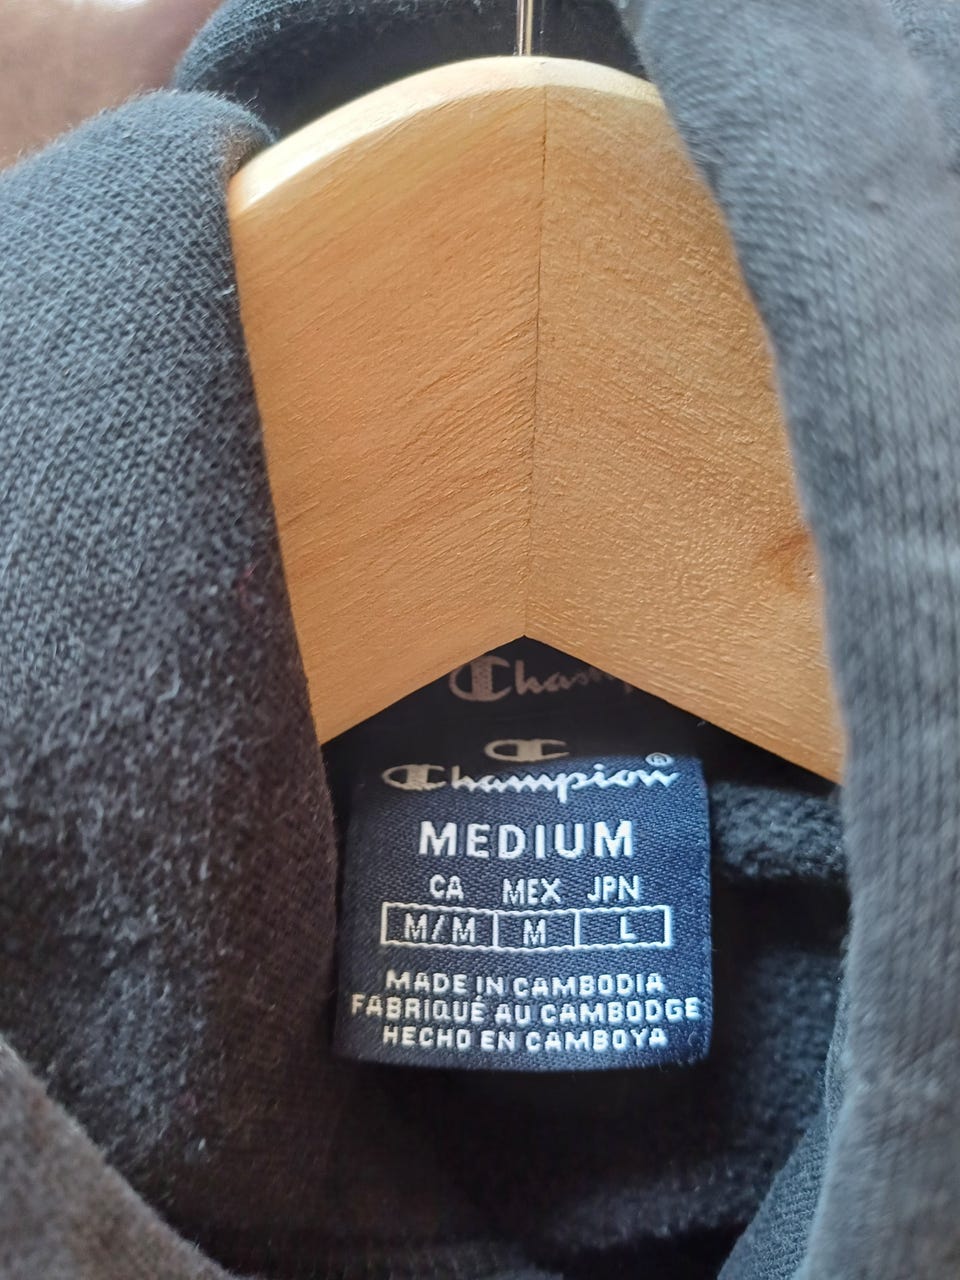 Champion®
MEDIUM
CA MEX JPN
M/M M L
MADE IN CAMBODIA
FABRIQUÉ AU CAMBODGE
HECHO EN CAMBOYA